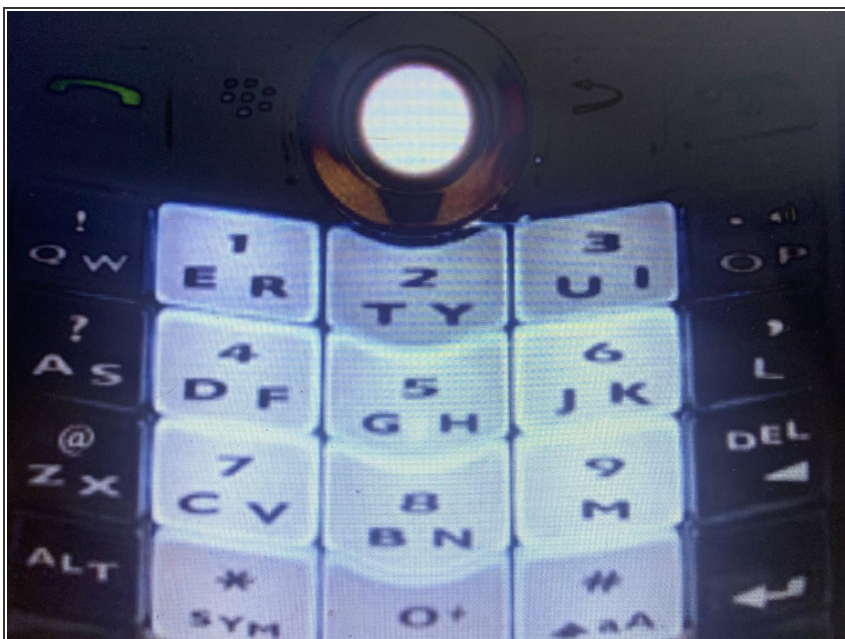 ! 1 2 3 .
Q W E R T Y U I O P
? 4 5 6 ,
A S D F G H J K L
@ 7 8 9 DEL
Z X C V B N M
ALT * 0+ #
SYM aA